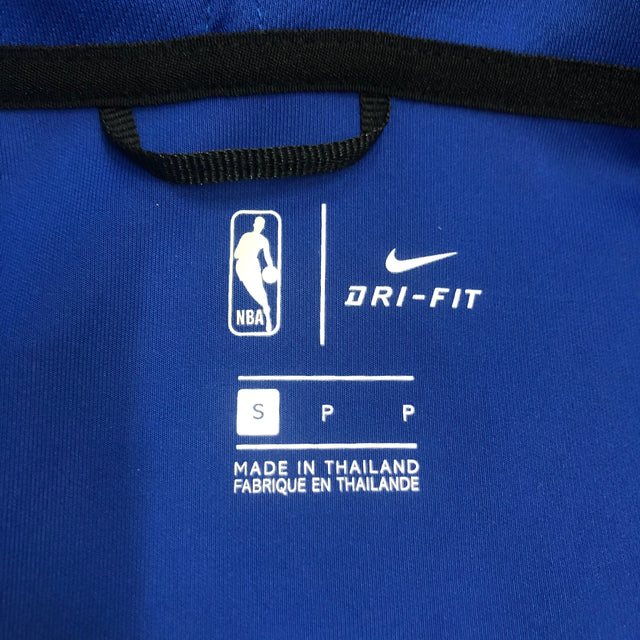 NBA
DRI-FIT
S P P
MADE IN THAILAND
FABRIQUE EN THAILANDE